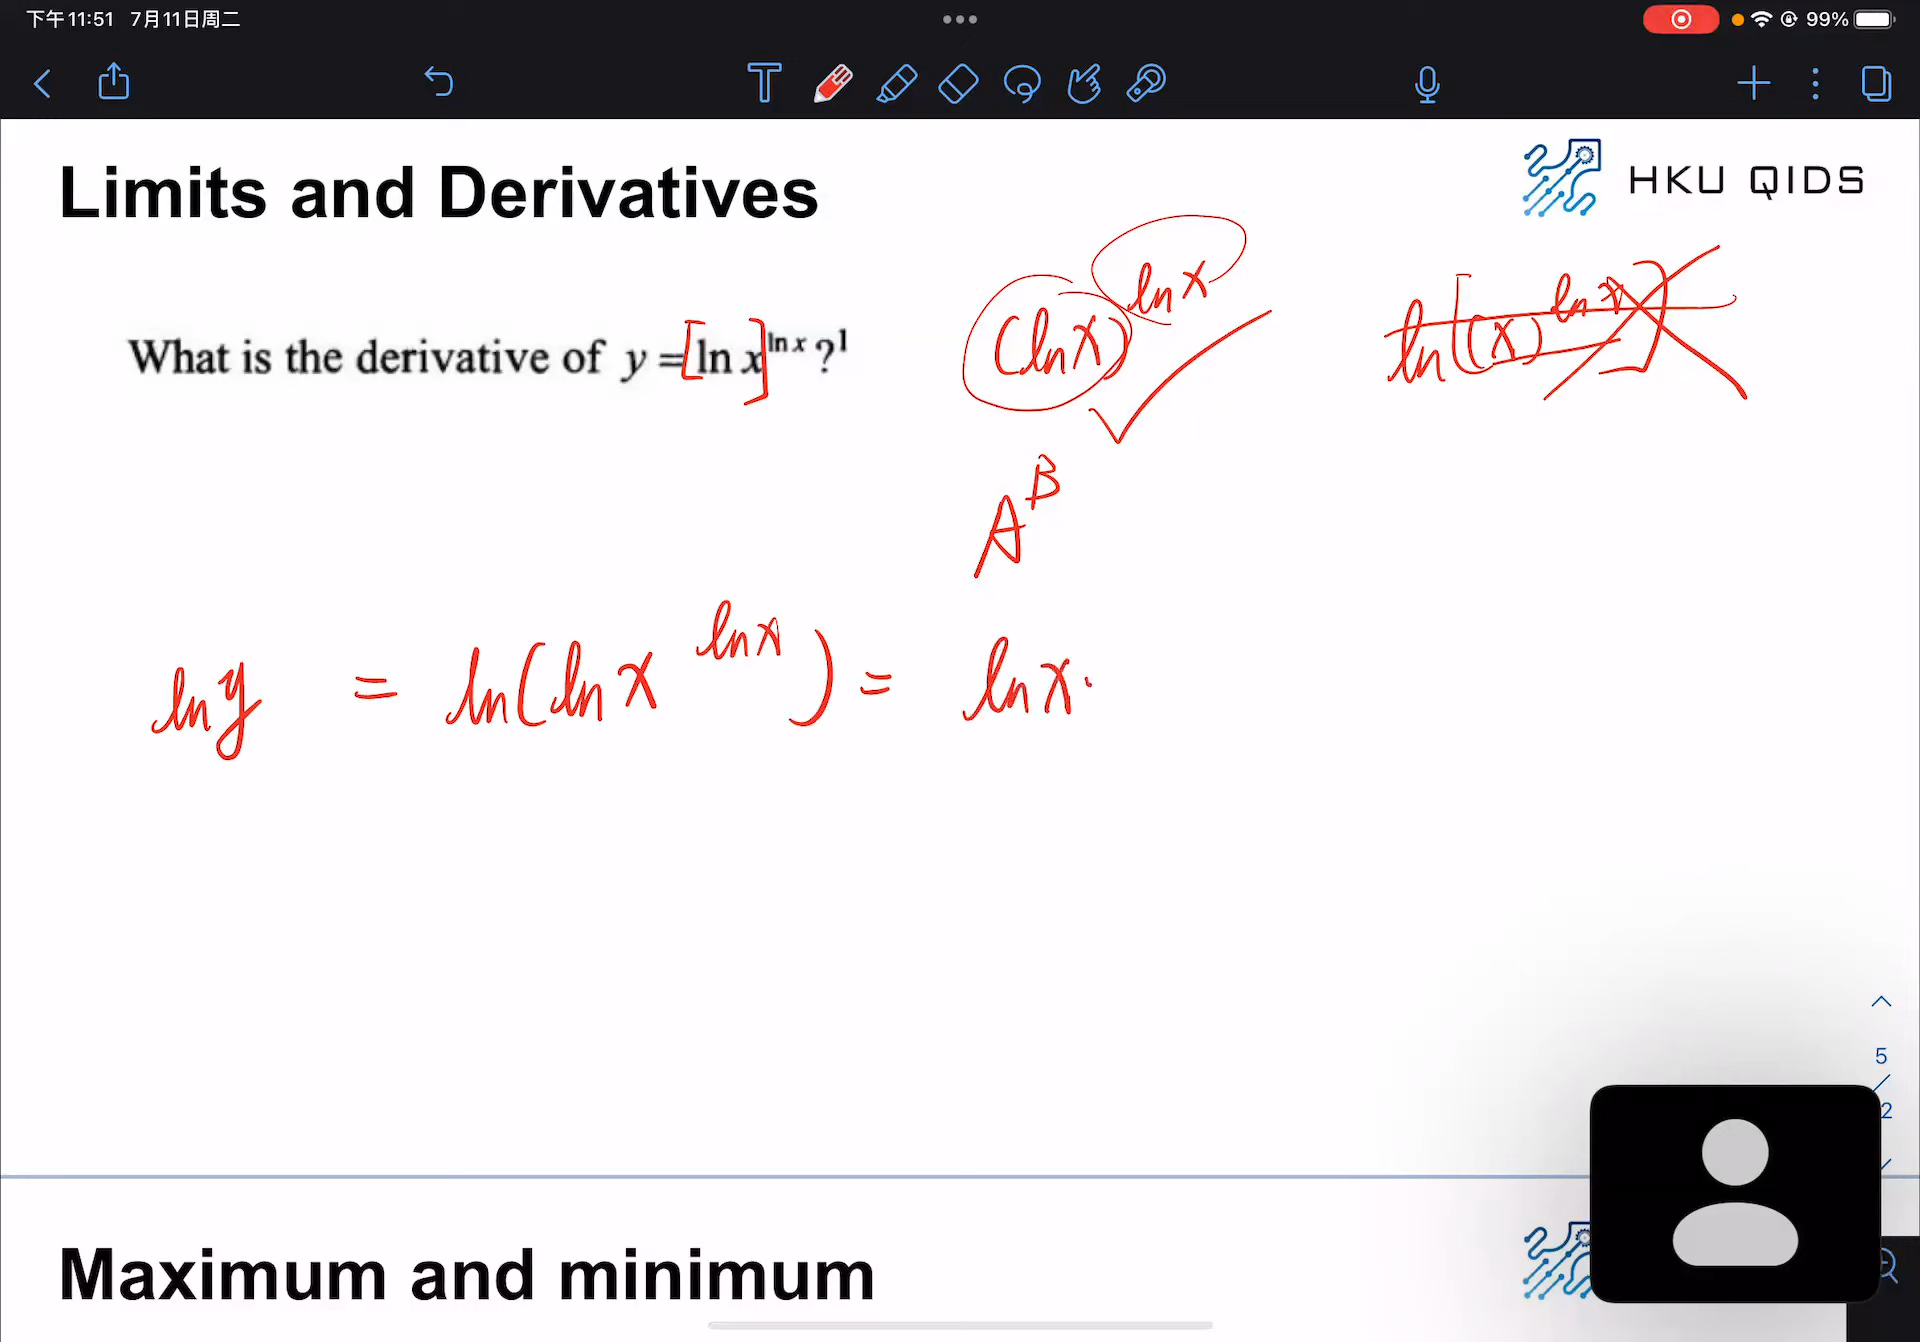 下午11:51 7月11日周二
99%
Limits and Derivatives
HKU QIDS
What is the derivative of y = [ln x]^ln x ?¹
(ln x)^ln x
ln[(x)^ln x]
A^B
ln y = ln(ln x^ln x) = ln x ·
5
2
Maximum and minimum